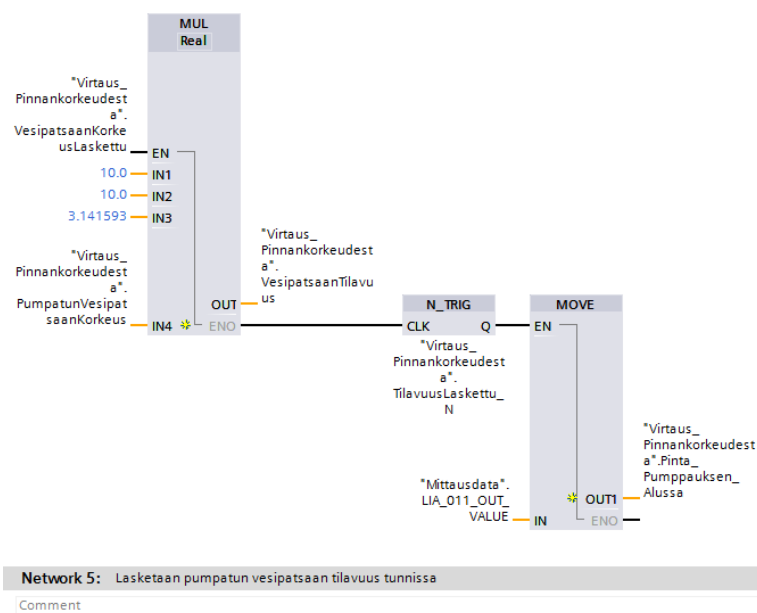 MUL
Real
"Virtaus_
Pinnankorkeudest
a".
VesipatsaanKorke
usLaskettu
EN
10.0
IN1
10.0
IN2
3.141593
IN3
"Virtaus_
Pinnankorkeudest
a".
PumpatunVesipat
saanKorkeus
IN4
OUT
ENO
"Virtaus_
Pinnankorkeudest
a".
VesipatsaanTilavu
us
N_TRIG
CLK
Q
"Virtaus_
Pinnankorkeudest
a".
TilavuusLaskettu_
N
MOVE
EN
"Mittausdata".
LIA_011_OUT_
VALUE
IN
OUT1
ENO
"Virtaus_
Pinnankorkeudest
a".Pinta_
Pumppauksen_
Alussa
Network 5: Lasketaan pumpatun vesipatsaan tilavuus tunnissa
Comment